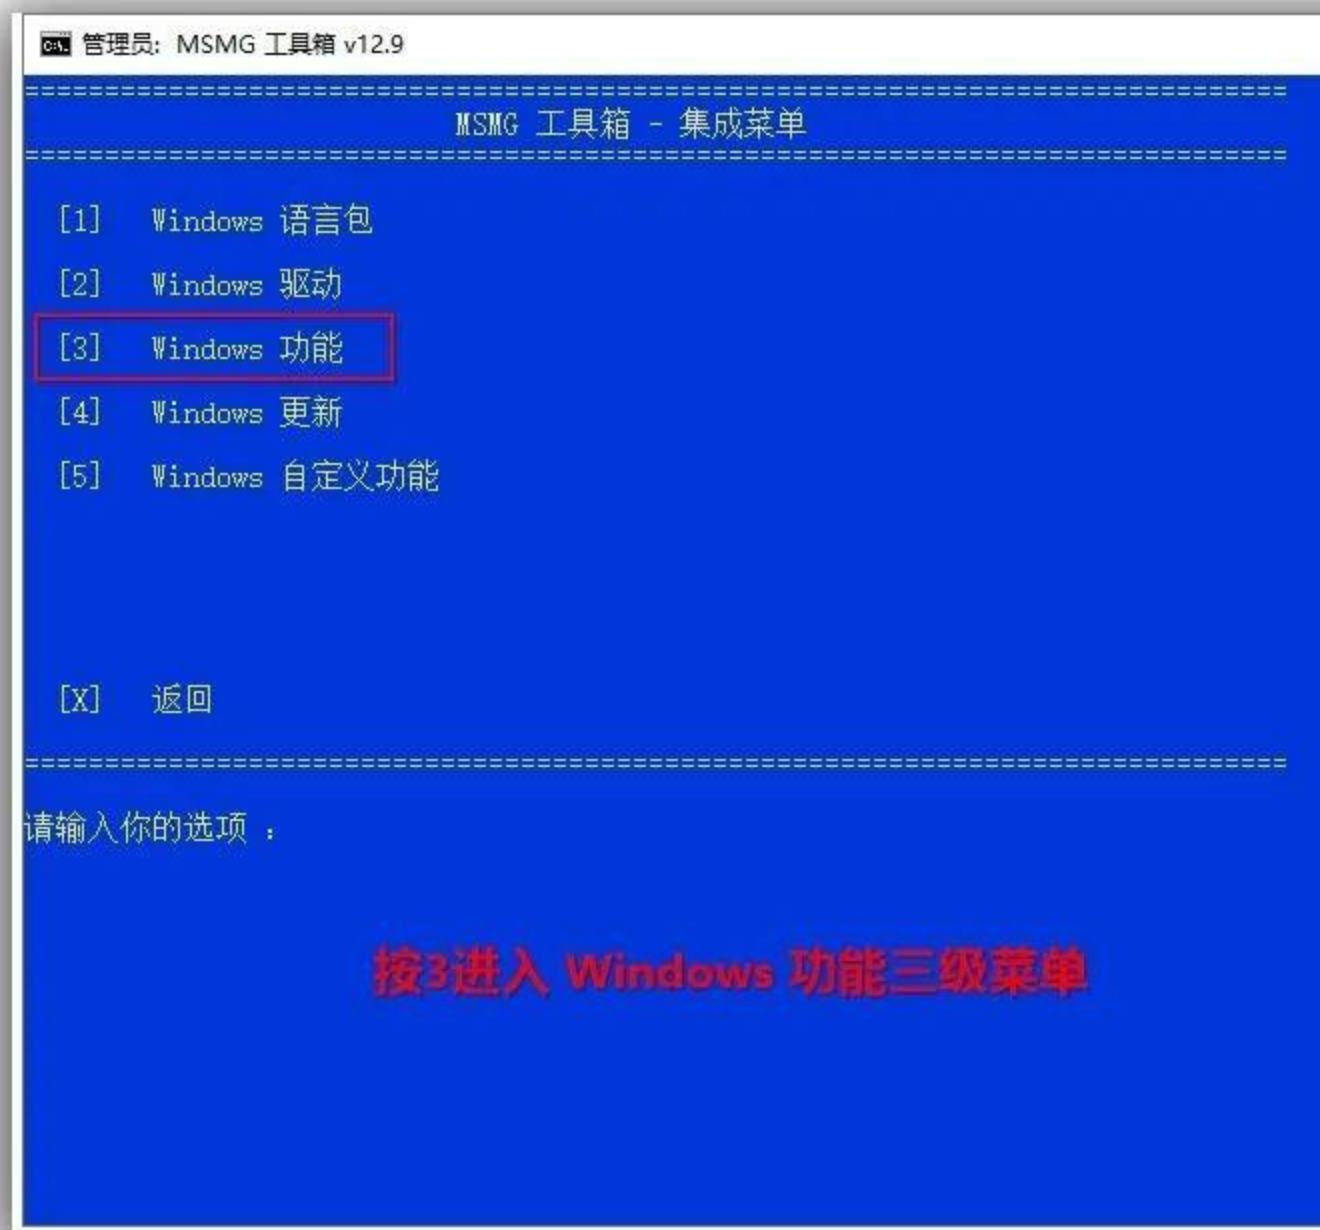 管理员: MSMG 工具箱 v12.9
===============================================================================
MSMG 工具箱 - 集成菜单
===============================================================================
[1] Windows 语言包
[2] Windows 驱动
[3] Windows 功能
[4] Windows 更新
[5] Windows 自定义功能
[X] 返回
===============================================================================
请输入你的选项 :
按3进入 Windows 功能三级菜单